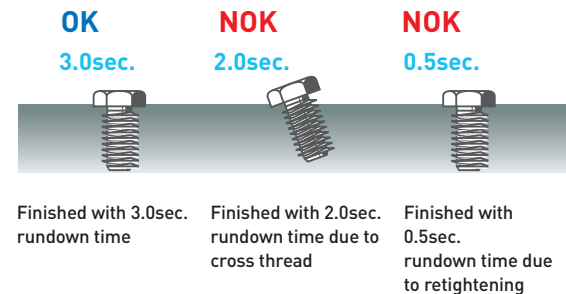 OK
NOK
NOK
3.0sec.
2.0sec.
0.5sec.
Finished with 3.0sec.
rundown time
Finished with 2.0sec.
rundown time due to
cross thread
Finished with
0.5sec.
rundown time due
to retightening